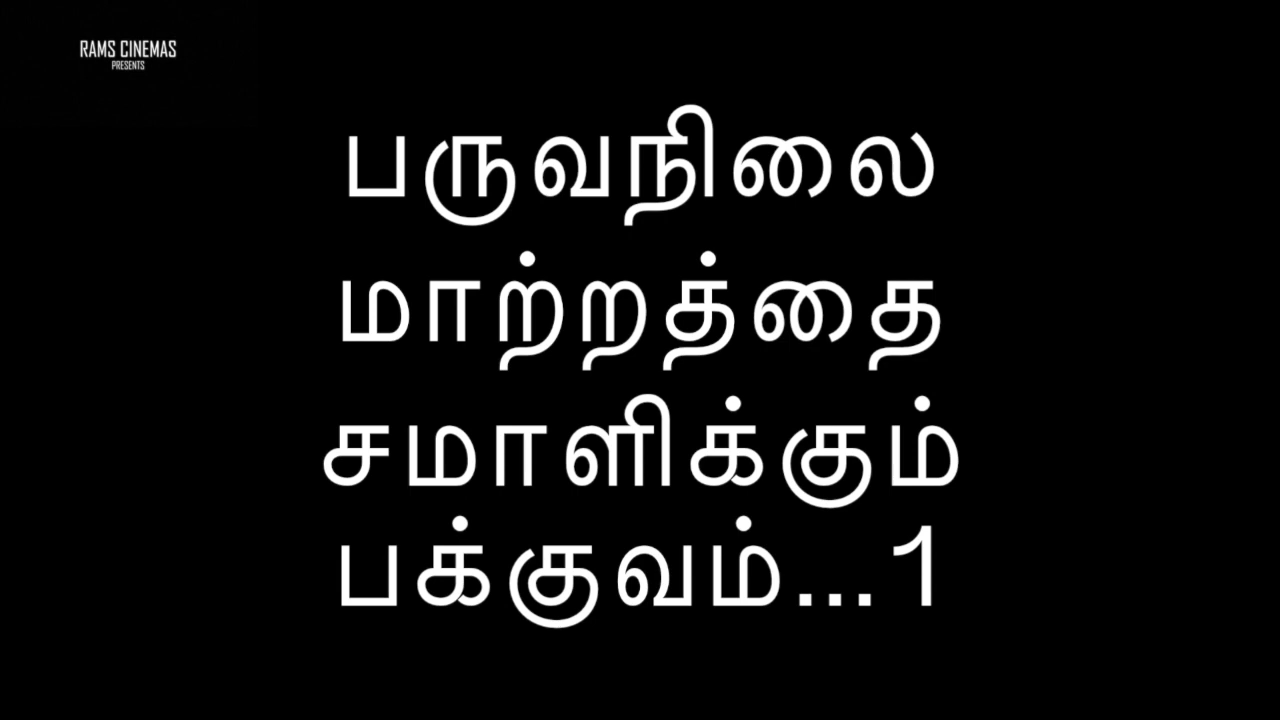 RAMS CINEMAS
PRESENTS
பருவநிலை
மாற்றத்தை
சமாளிக்கும்
பக்குவம்...1